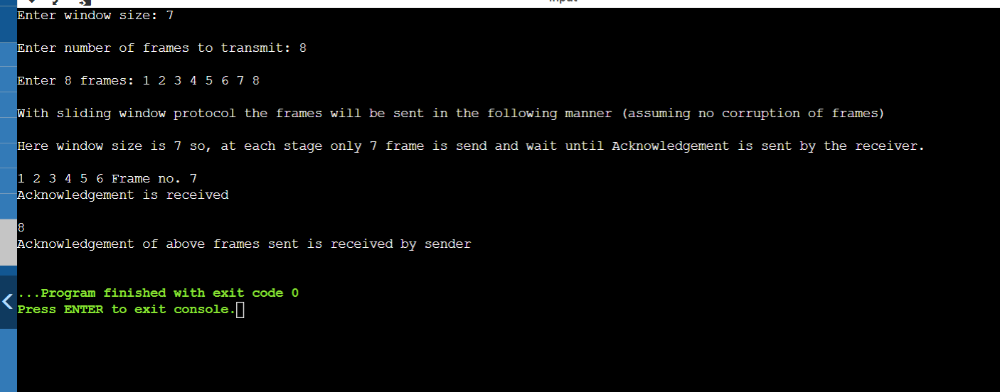 input
Enter window size: 7
Enter number of frames to transmit: 8
Enter 8 frames: 1 2 3 4 5 6 7 8
With sliding window protocol the frames will be sent in the following manner (assuming no corruption of frames)
Here window size is 7 so, at each stage only 7 frame is send and wait until Acknowledgement is sent by the receiver.
1 2 3 4 5 6 Frame no. 7
Acknowledgement is received
8
Acknowledgement of above frames sent is received by sender
...Program finished with exit code 0
Press ENTER to exit console.